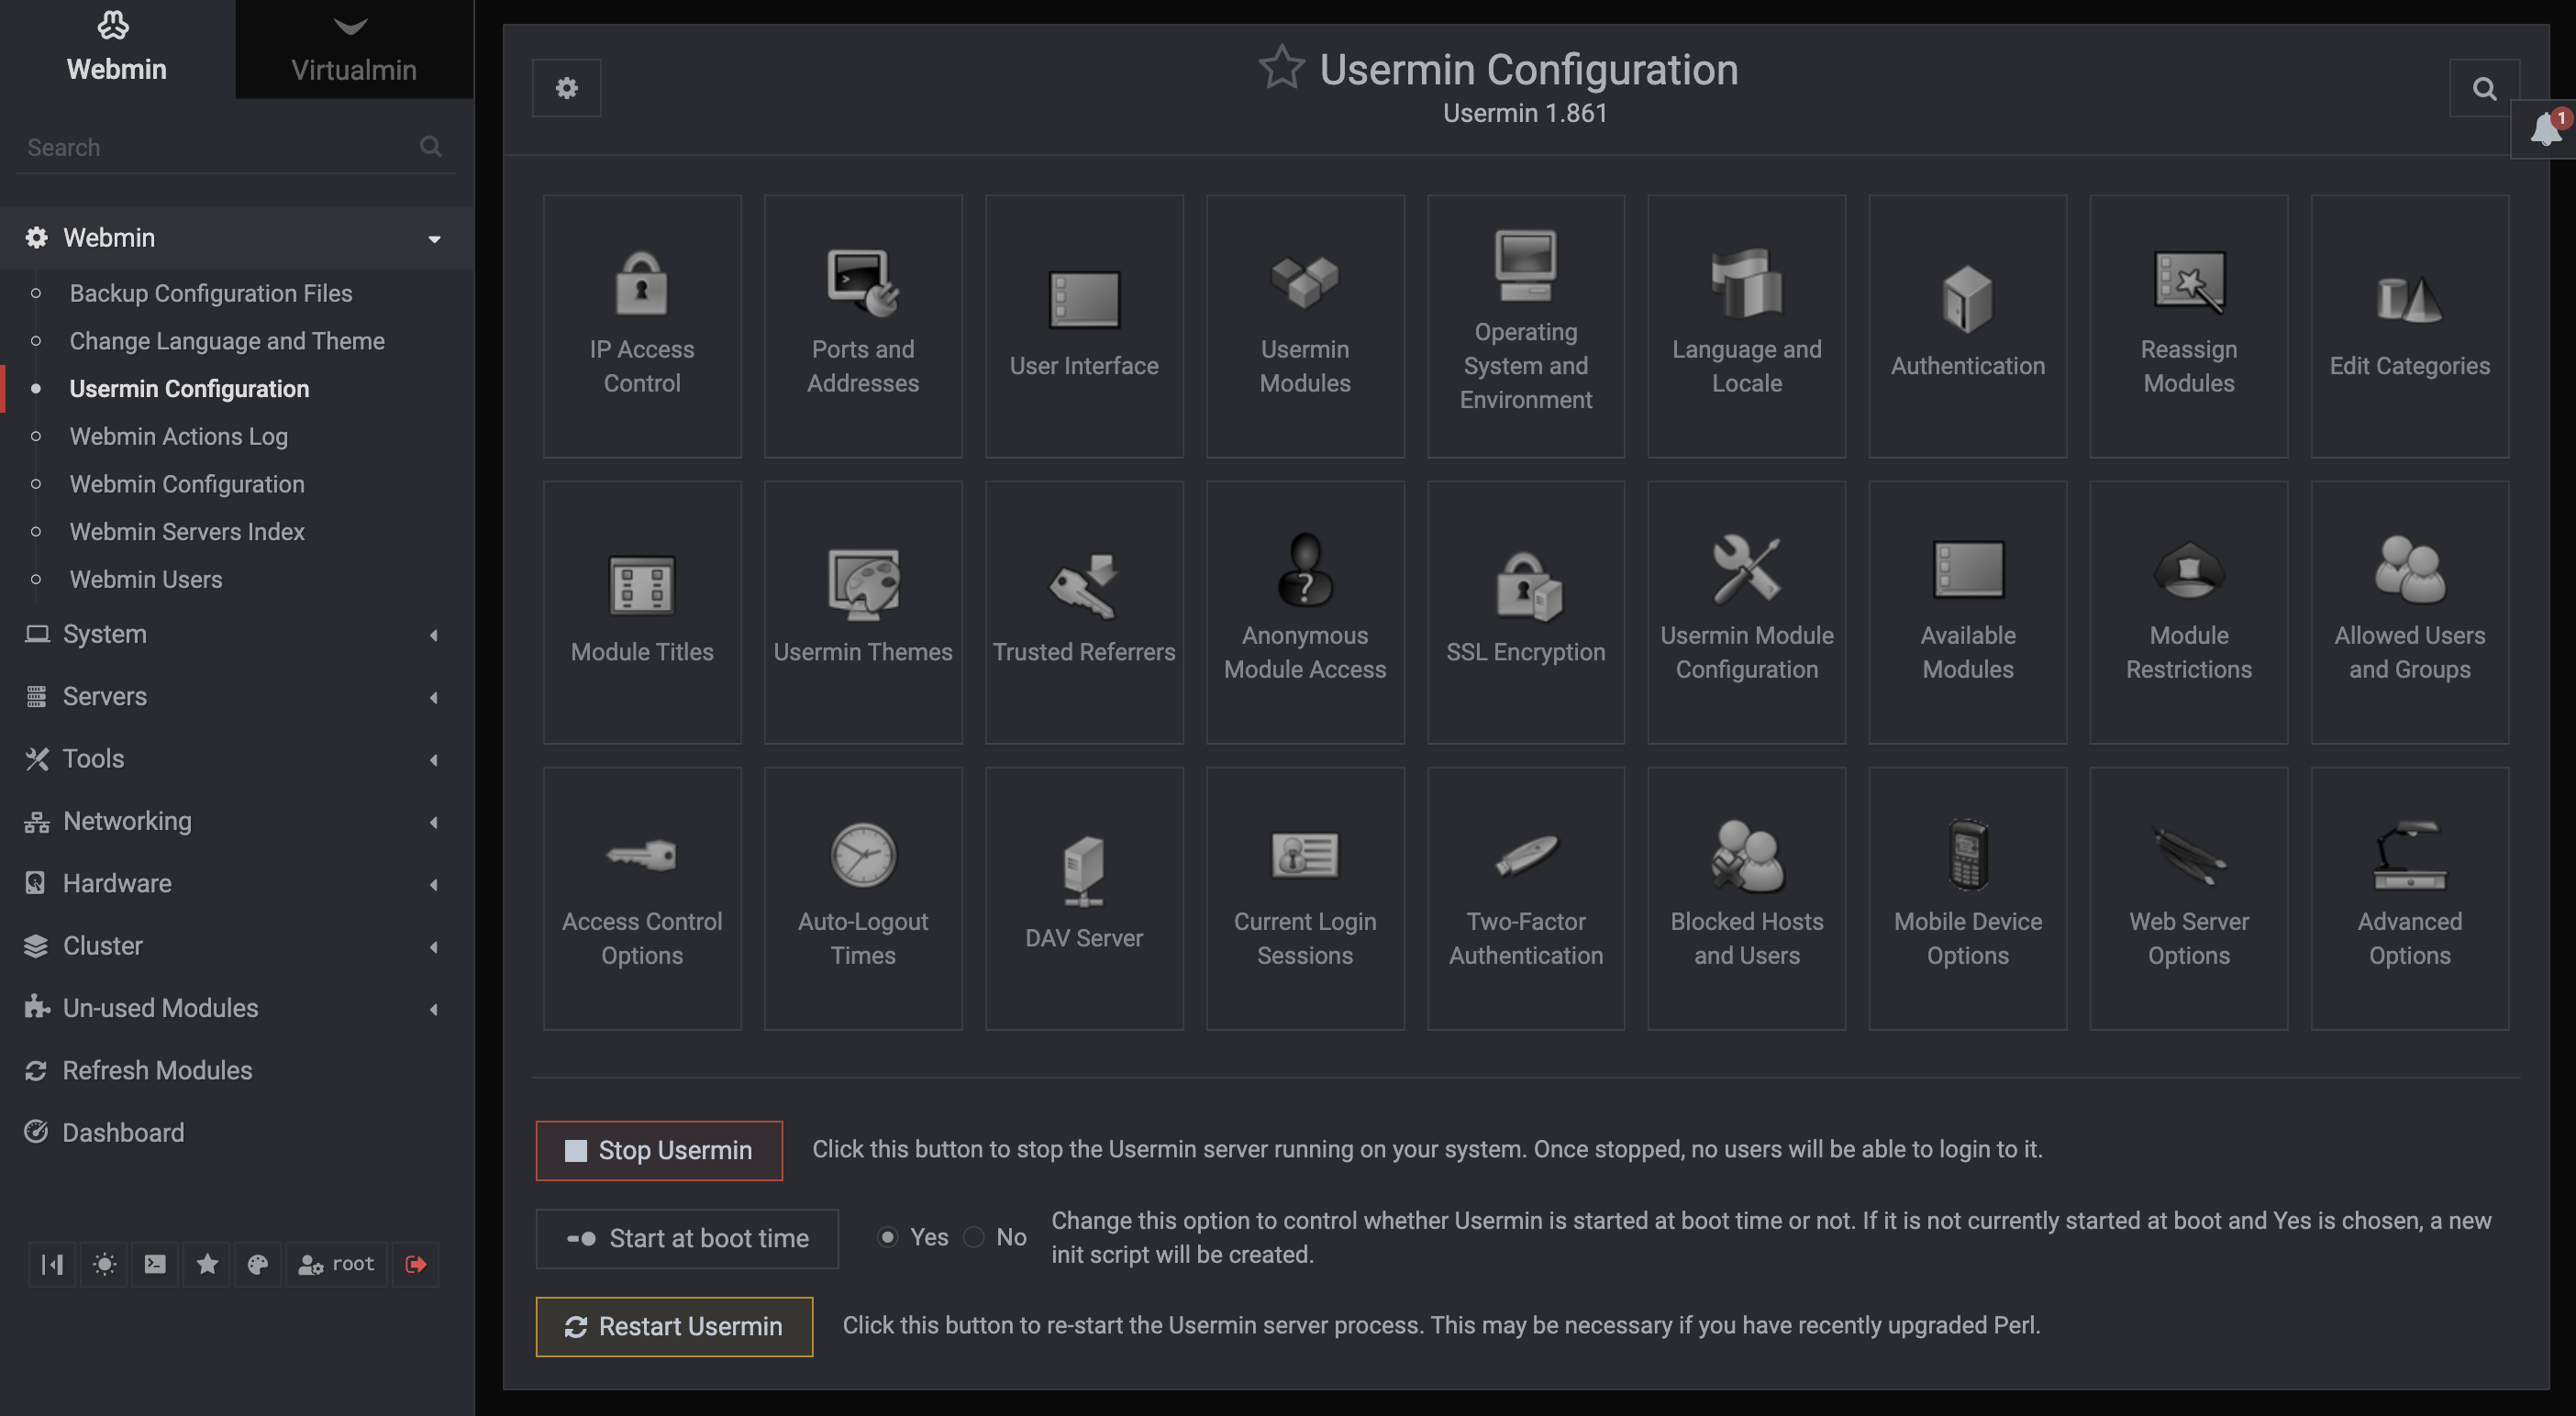 Webmin
Virtualmin
Search
Webmin
Backup Configuration Files
Change Language and Theme
Usermin Configuration
Webmin Actions Log
Webmin Configuration
Webmin Servers Index
Webmin Users
System
Servers
Tools
Networking
Hardware
Cluster
Un-used Modules
Refresh Modules
Dashboard
root
Usermin Configuration
Usermin 1.861
1
IP Access
Control
Ports and
Addresses
User Interface
Usermin
Modules
Operating
System and
Environment
Language and
Locale
Authentication
Reassign
Modules
Edit Categories
Module Titles
Usermin Themes
Trusted Referrers
Anonymous
Module Access
SSL Encryption
Usermin Module
Configuration
Available
Modules
Module
Restrictions
Allowed Users
and Groups
Access Control
Options
Auto-Logout
Times
DAV Server
Current Login
Sessions
Two-Factor
Authentication
Blocked Hosts
and Users
Mobile Device
Options
Web Server
Options
Advanced
Options
Stop Usermin
Click this button to stop the Usermin server running on your system. Once stopped, no users will be able to login to it.
Start at boot time
Yes
No
Change this option to control whether Usermin is started at boot time or not. If it is not currently started at boot and Yes is chosen, a new
init script will be created.
Restart Usermin
Click this button to re-start the Usermin server process. This may be necessary if you have recently upgraded Perl.